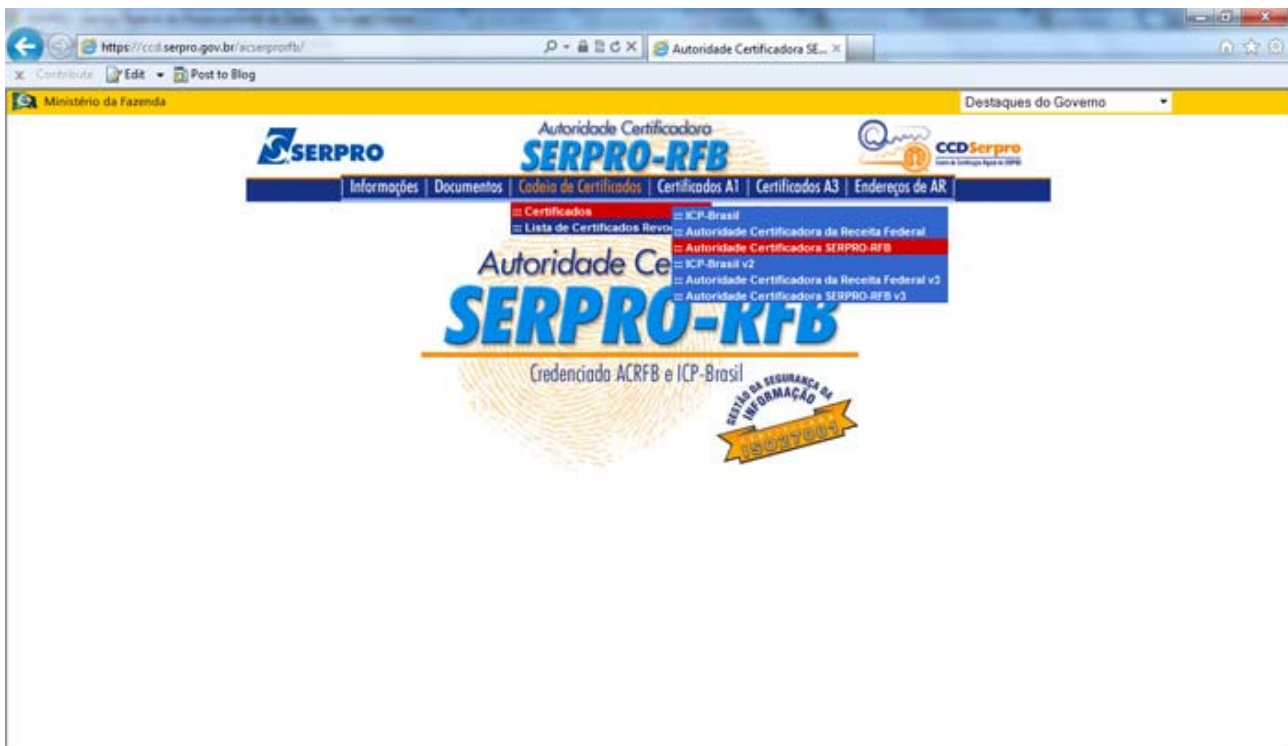 https://ccd.serpro.gov.br/acserprorfb/
Autoridade Certificadora SE...
x Contribute Edit Post to Blog
Ministério da Fazenda
Destaques do Governo
SERPRO
Autoridade Certificadora
SERPRO-RFB
CCDSerpro
Informações | Documentos | Cadeia de Certificados | Certificados A1 | Certificados A3 | Endereços de AR |
::: Certificados
::: Lista de Certificados Revo
::: ICP-Brasil
::: Autoridade Certificadora da Receita Federal
::: Autoridade Certificadora SERPRO-RFB
::: ICP-Brasil v2
::: Autoridade Certificadora da Receita Federal v3
::: Autoridade Certificadora SERPRO-RFB v3
Autoridade Ce
SERPRO-RFB
Credenciada ACRFB e ICP-Brasil
GESTÃO DA SEGURANÇA DA
INFORMAÇÃO
ISO27001